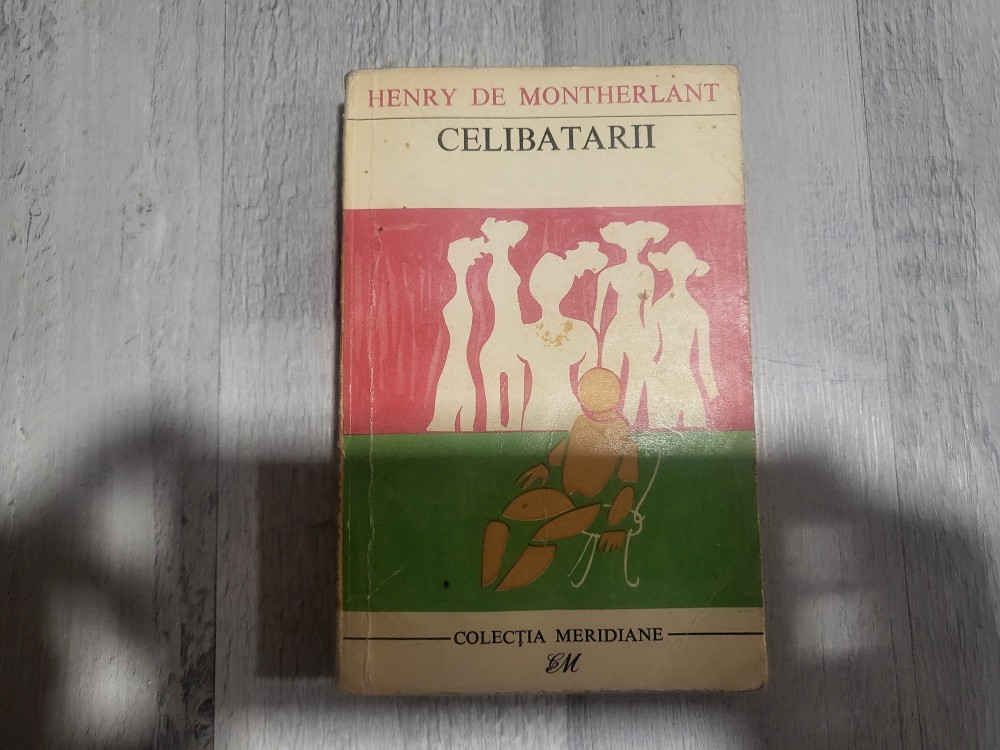 HENRY DE MONTHERLANT
CELIBATARII
COLECȚIA MERIDIANE
CM